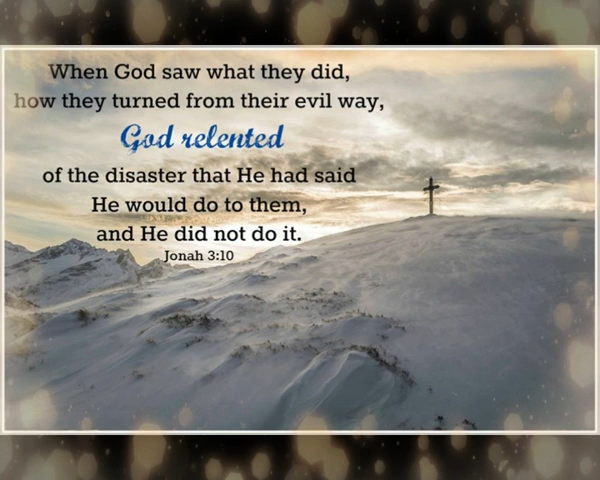 When God saw what they did,
how they turned from their evil way,
God relented
of the disaster that He had said
He would do to them,
and He did not do it.
Jonah 3:10